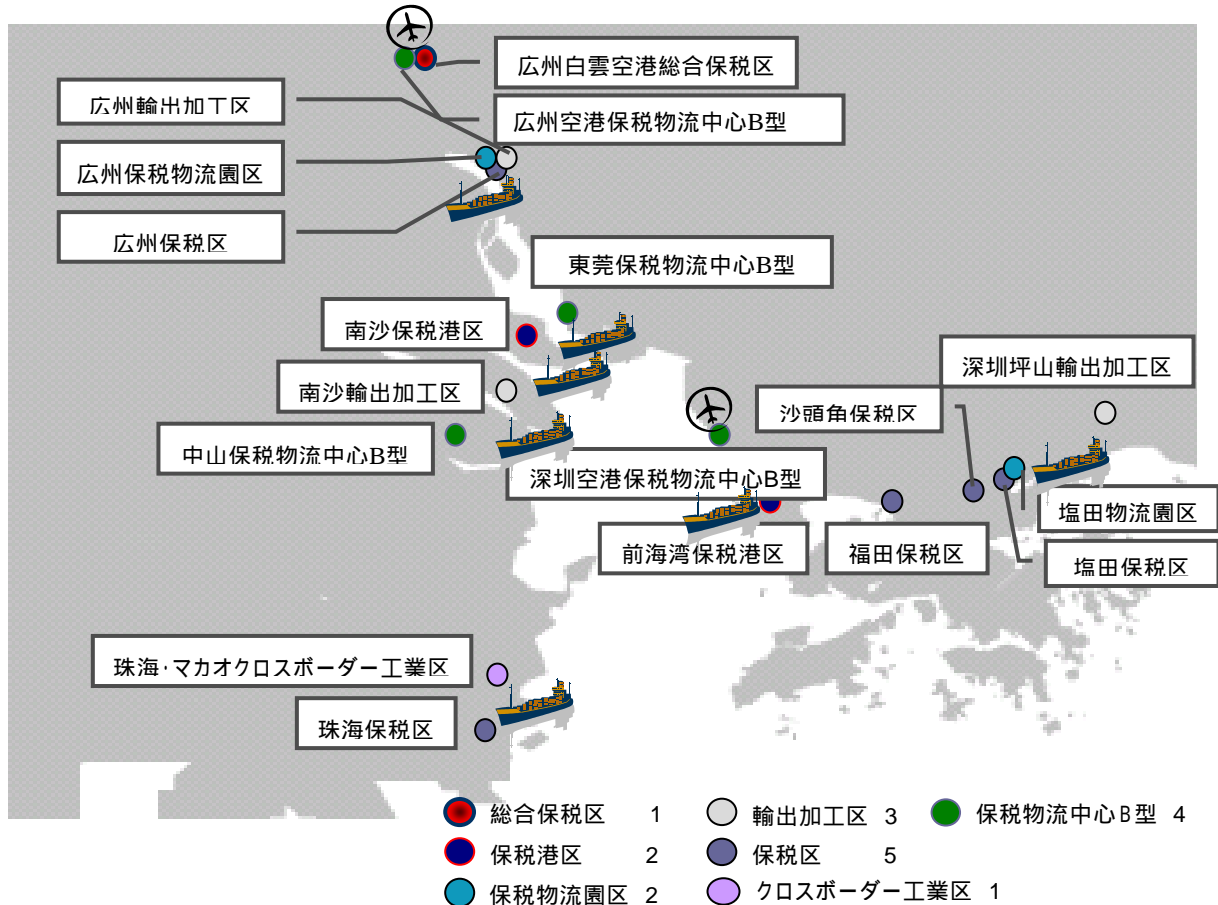 広州白雲空港総合保税区
広州輸出加工区
広州空港保税物流中心B型
広州保税物流園区
広州保税区
東莞保税物流中心B型
南沙保税港区
深圳坪山輸出加工区
南沙輸出加工区
沙頭角保税区
中山保税物流中心B型
深圳空港保税物流中心B型
塩田物流園区
前海湾保税港区
福田保税区
塩田保税区
珠海・マカオクロスボーダー工業区
珠海保税区
総合保税区 1
輸出加工区 3
保税物流中心B型 4
保税港区 2
保税区 5
保税物流園区 2
クロスボーダー工業区 1